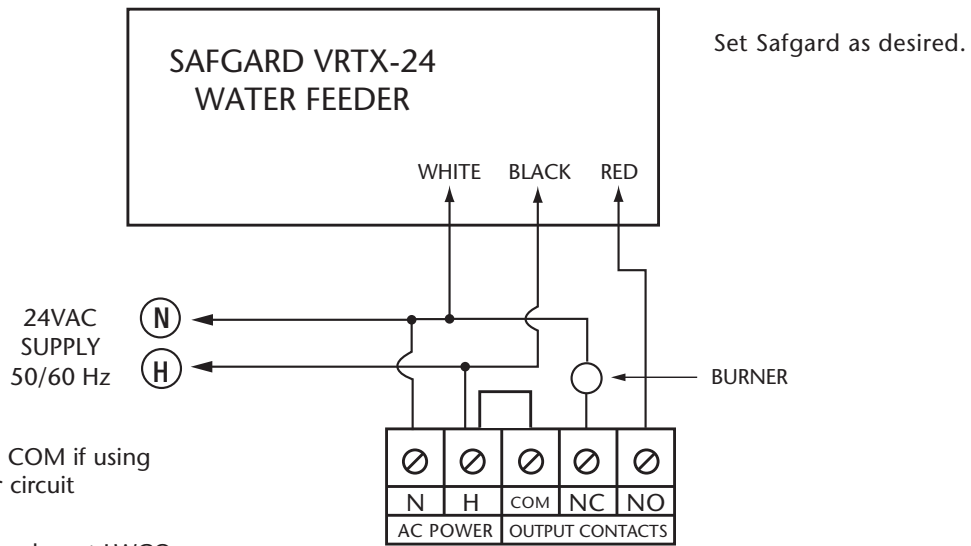 SAFGARD VRTX-24
WATER FEEDER
Set Safgard as desired.
WHITE BLACK RED
24VAC
SUPPLY
50/60 Hz
N
H
BURNER
COM if using
circuit
N H COM NC NO
AC POWER OUTPUT CONTACTS